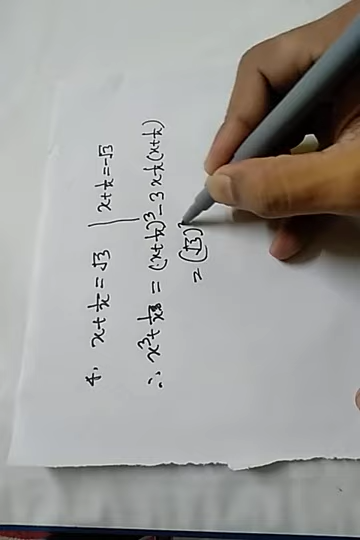 4. x + 1/x = √3 | x + 1/x = -√3
∴ x³ + 1/x³ = (x + 1/x)³ - 3 x 1/x (x + 1/x)
= (√3)³